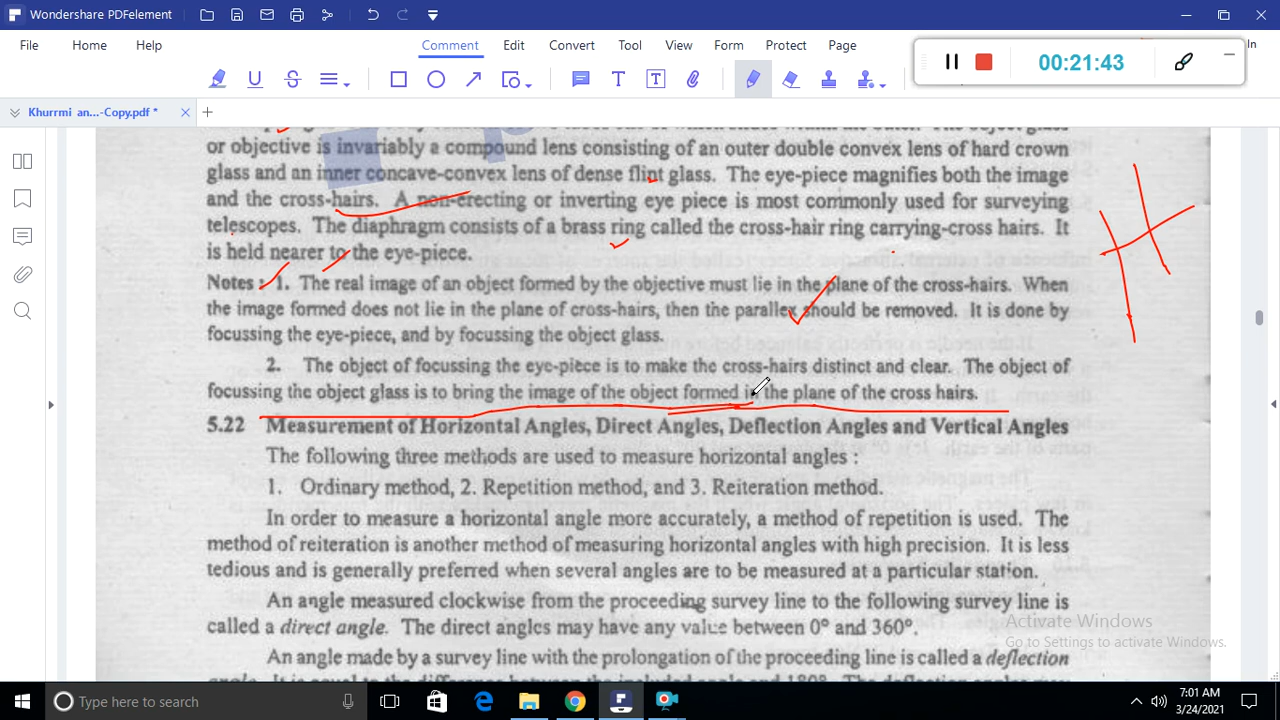 Wondershare PDFelement
File Home Help Comment Edit Convert Tool View Form Protect Page
00:21:43
In
Khurrmi an...-Copy.pdf *
or objective is invariably a compound lens consisting of an outer double convex lens of hard crown
glass and an inner concave-convex lens of dense flint glass. The eye-piece magnifies both the image
and the cross-hairs. A non-erecting or inverting eye piece is most commonly used for surveying
telescopes. The diaphragm consists of a brass ring called the cross-hair ring carrying-cross hairs. It
is held nearer to the eye-piece.
Notes : 1. The real image of an object formed by the objective must lie in the plane of the cross-hairs. When
the image formed does not lie in the plane of cross-hairs, then the parallex should be removed. It is done by
focussing the eye-piece, and by focussing the object glass.
2. The object of focussing the eye-piece is to make the cross-hairs distinct and clear. The object of
focussing the object glass is to bring the image of the object formed in the plane of the cross hairs.
5.22 Measurement of Horizontal Angles, Direct Angles, Deflection Angles and Vertical Angles
The following three methods are used to measure horizontal angles :
1. Ordinary method, 2. Repetition method, and 3. Reiteration method.
In order to measure a horizontal angle more accurately, a method of repetition is used. The
method of reiteration is another method of measuring horizontal angles with high precision. It is less
tedious and is generally preferred when several angles are to be measured at a particular station.
An angle measured clockwise from the proceeding survey line to the following survey line is
called a direct angle. The direct angles may have any value between 0° and 360°.
An angle made by a survey line with the prolongation of the proceeding line is called a deflection
Activate Windows
Go to Settings to activate Windows.
Type here to search
7:01 AM
3/24/2021